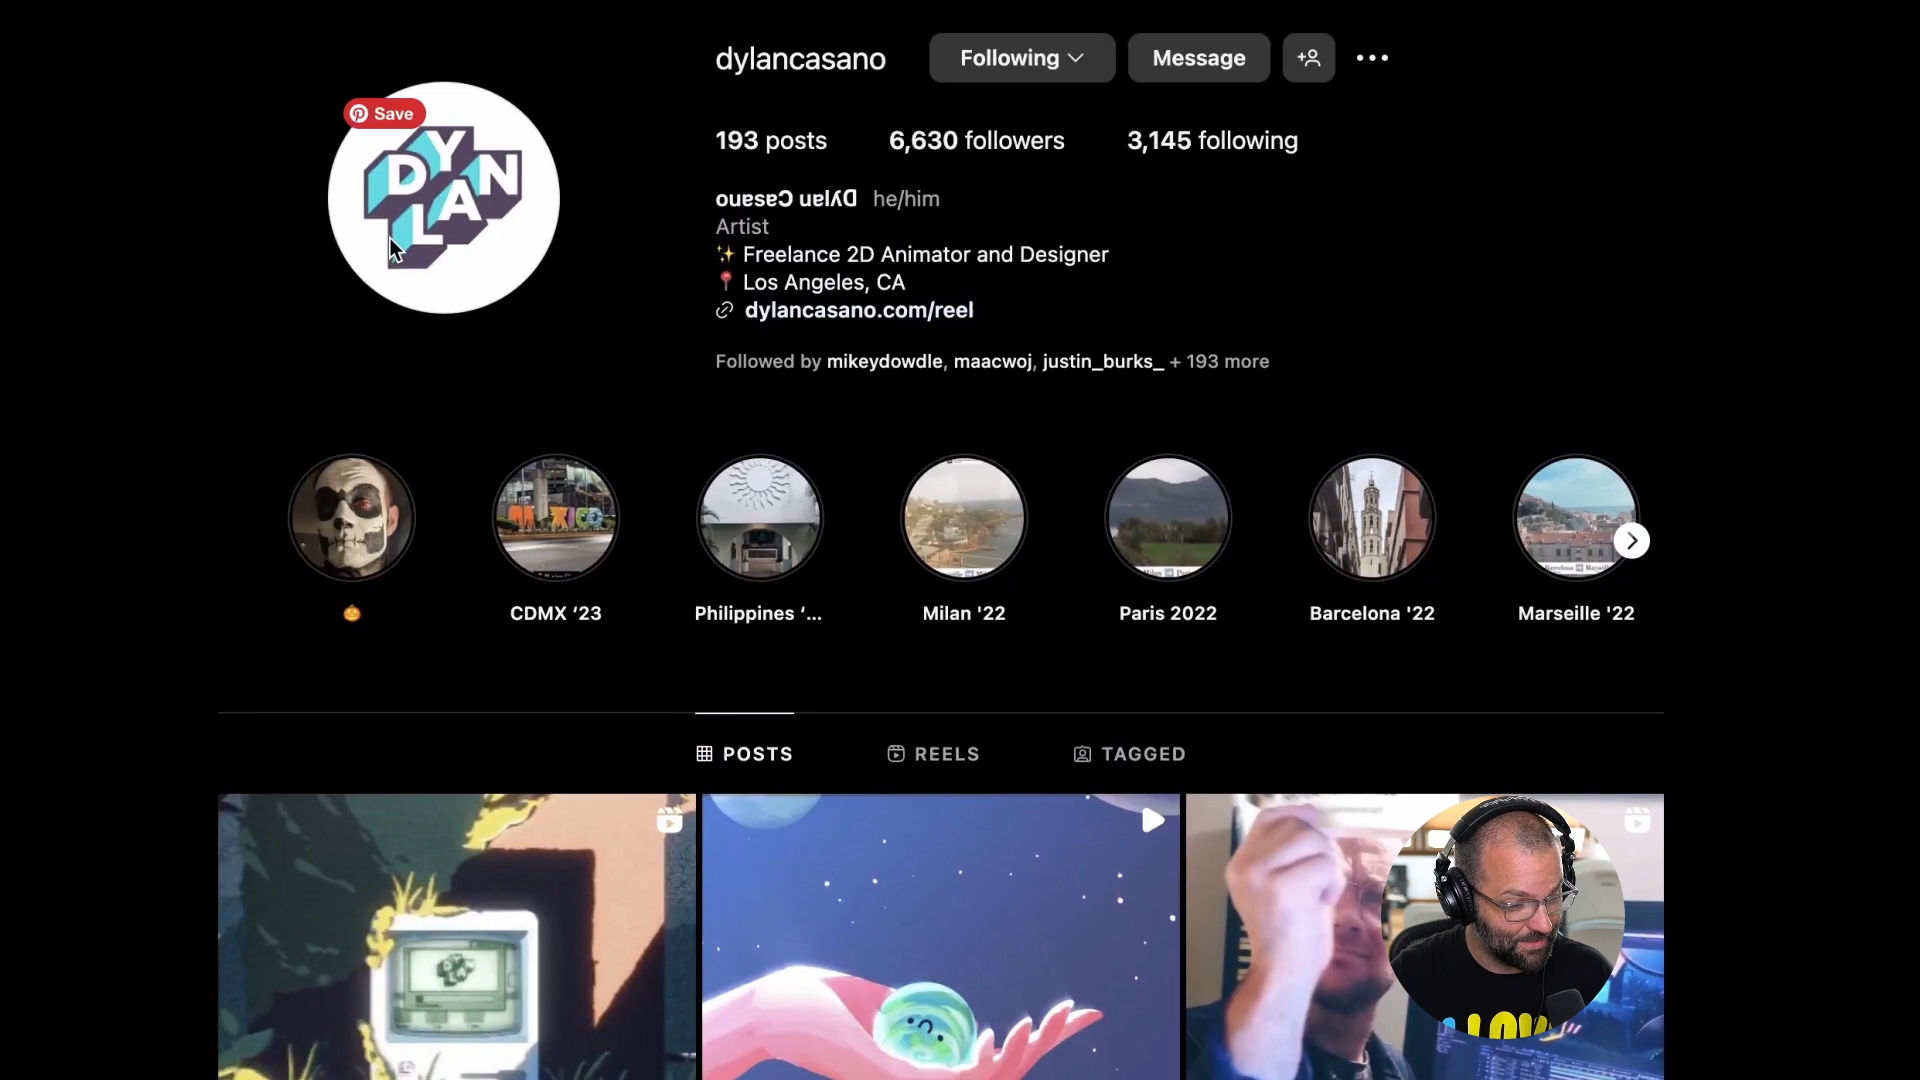 dylancasano Following Message
Save
DYLAN
193 posts 6,630 followers 3,145 following
ouɐsɐƆ uɐlʎᗡ he/him
Artist
✨ Freelance 2D Animator and Designer
📍 Los Angeles, CA
dylancasano.com/reel
Followed by mikeydowdle, maacwoj, justin_burks_ + 193 more
🎃 CDMX ‘23 Philippines ‘... Milan '22 Paris 2022 Barcelona '22 Marseille '22
POSTS REELS TAGGED
DYLAN